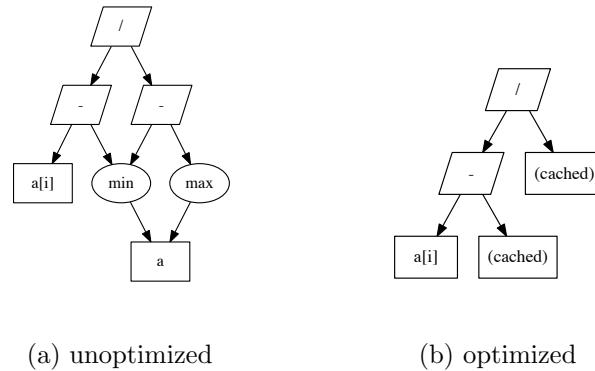 /
- -
a[i] min max
a
(a) unoptimized
/
- (cached)
a[i] (cached)
(b) optimized